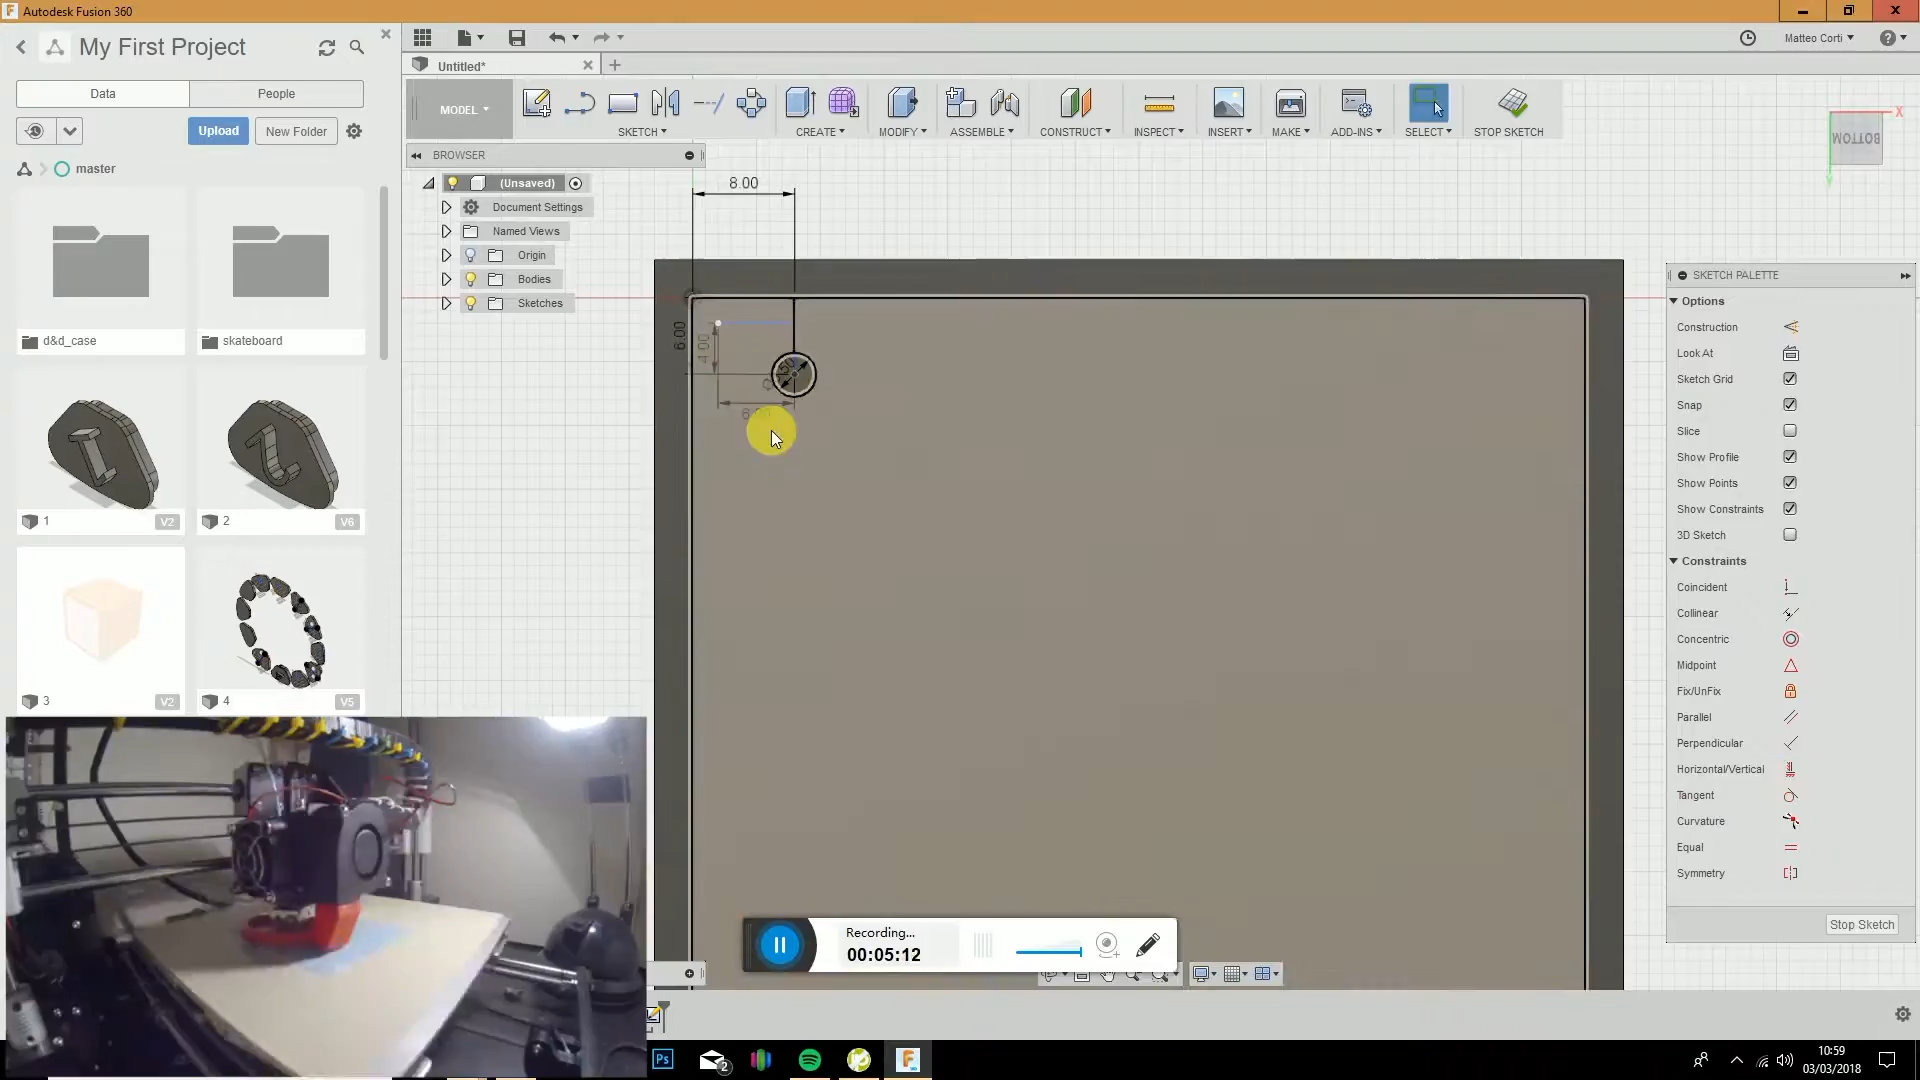 Autodesk Fusion 360
My First Project
Matteo Corti
Untitled*
Data
People
MODEL
Upload
New Folder
SKETCH
CREATE
MODIFY
ASSEMBLE
CONSTRUCT
INSPECT
INSERT
MAKE
ADD-INS
SELECT
STOP SKETCH
X
BOTTOM
BROWSER
master
(Unsaved)
8.00
Document Settings
Named Views
Origin
Bodies
Sketches
6.00
4.00
d&d_case
skateboard
1
V2
2
V6
3
V2
4
V5
SKETCH PALETTE
Options
Construction
Look At
Sketch Grid
Snap
Slice
Show Profile
Show Points
Show Constraints
3D Sketch
Constraints
Coincident
Collinear
Concentric
Midpoint
Fix/UnFix
Parallel
Perpendicular
Horizontal/Vertical
Tangent
Curvature
Equal
Symmetry
Stop Sketch
Recording...
00:05:12
Ps
2
10:59
03/03/2018